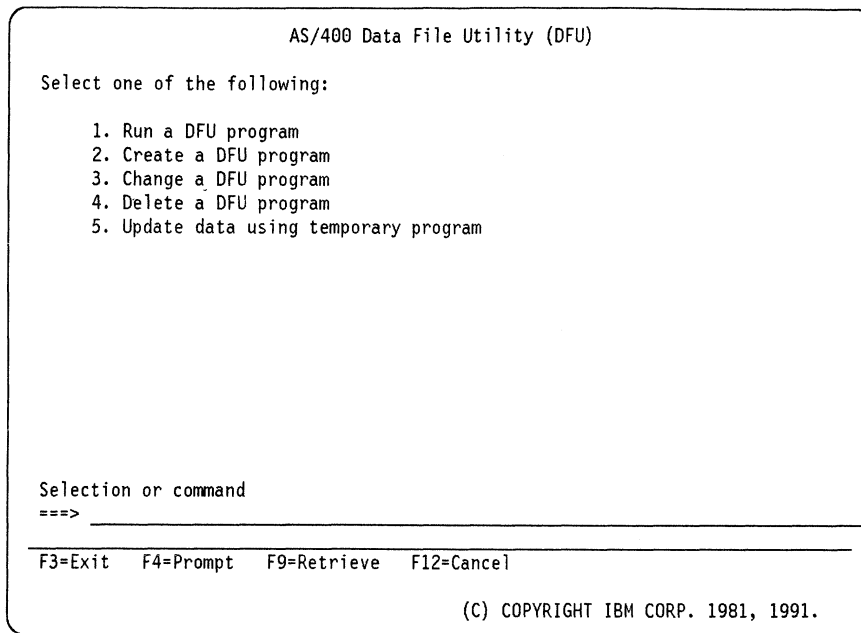 AS/400 Data File Utility (DFU)
Select one of the following:
1. Run a DFU program
2. Create a DFU program
3. Change a DFU program
4. Delete a DFU program
5. Update data using temporary program
Selection or command
===>
F3=Exit F4=Prompt F9=Retrieve F12=Cancel
(C) COPYRIGHT IBM CORP. 1981, 1991.